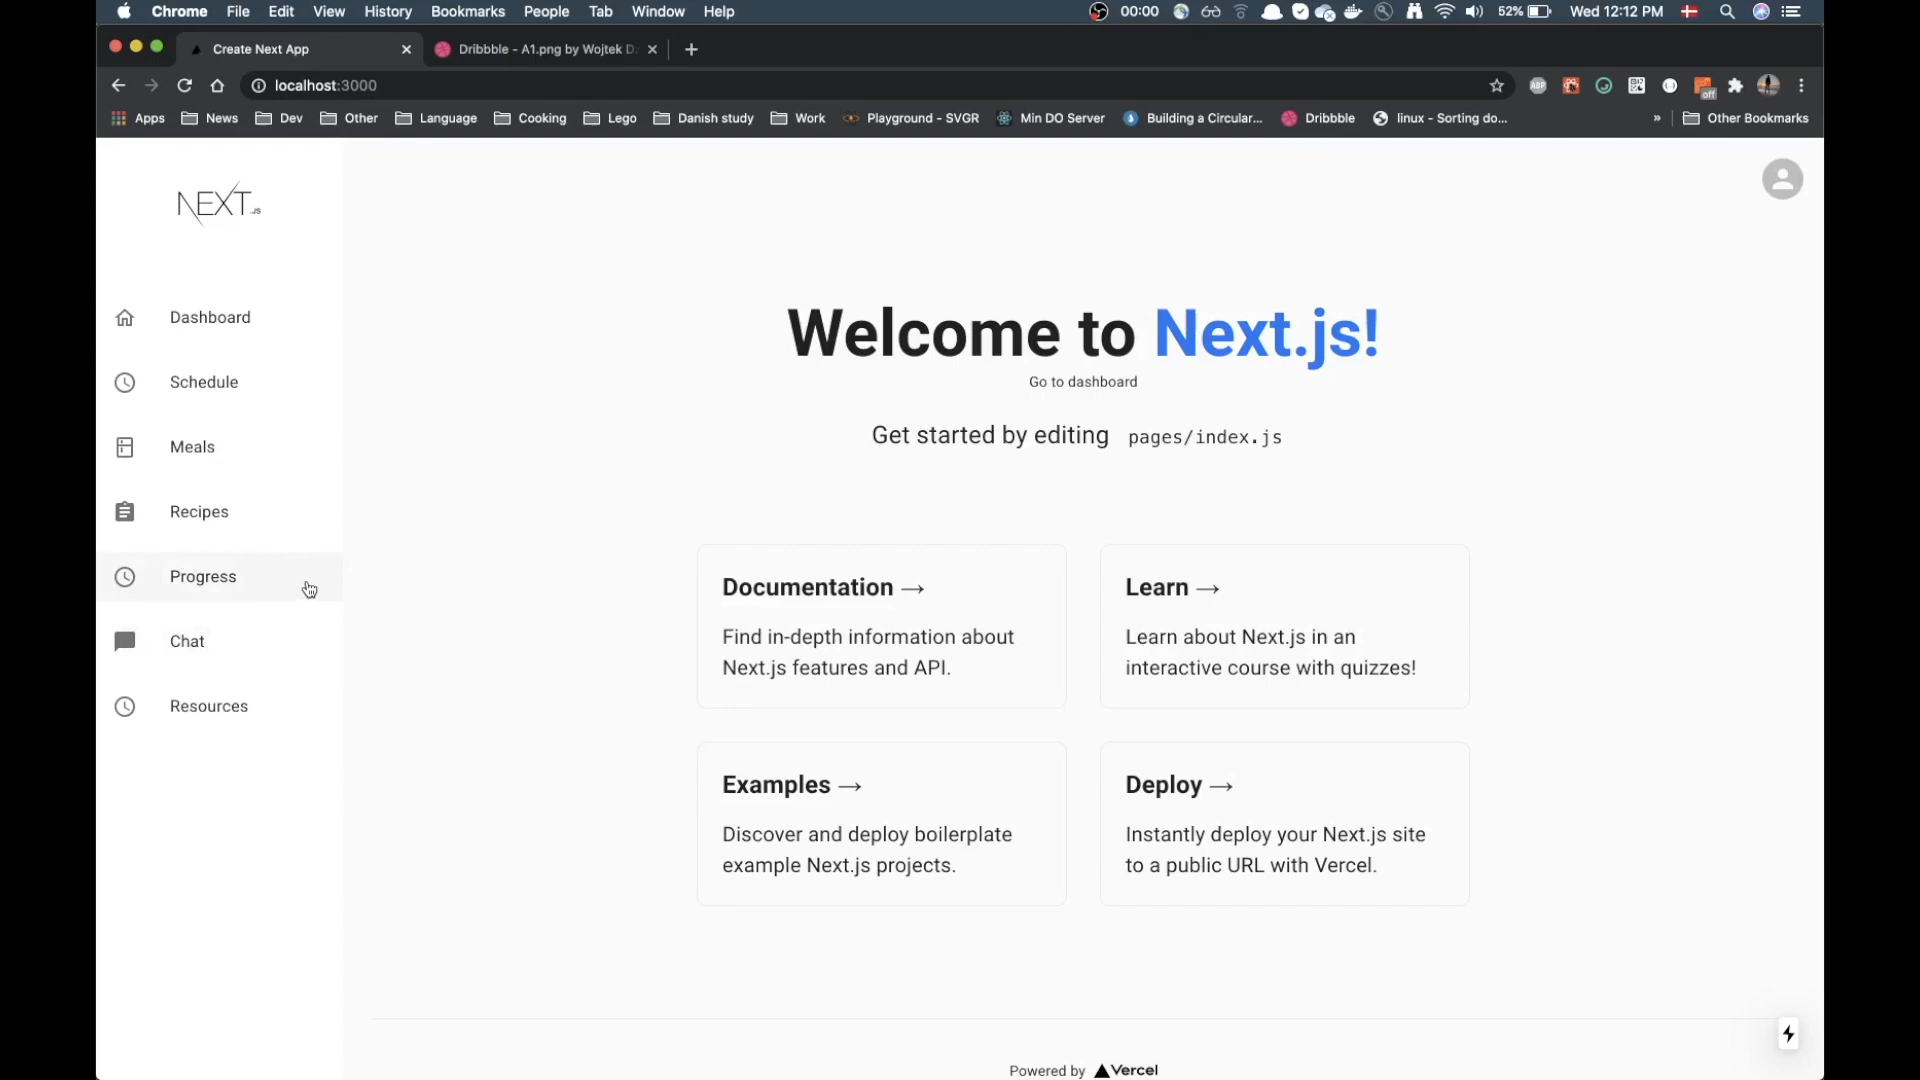 Chrome File Edit View History Bookmarks People Tab Window Help 00:00 52% Wed 12:12 PM
Create Next App Dribbble - A1.png by Wojtek D
localhost:3000 ABP off
Apps News Dev Other Language Cooking Lego Danish study Work Playground - SVGR Min DO Server Building a Circular... Dribbble linux - Sorting do... » Other Bookmarks
NEXT.JS
Dashboard
Schedule
Meals
Recipes
Progress
Chat
Resources
Welcome to Next.js!
Go to dashboard
Get started by editing pages/index.js
Documentation →
Find in-depth information about
Next.js features and API.
Learn →
Learn about Next.js in an
interactive course with quizzes!
Examples →
Discover and deploy boilerplate
example Next.js projects.
Deploy →
Instantly deploy your Next.js site
to a public URL with Vercel.
Powered by ▲Vercel